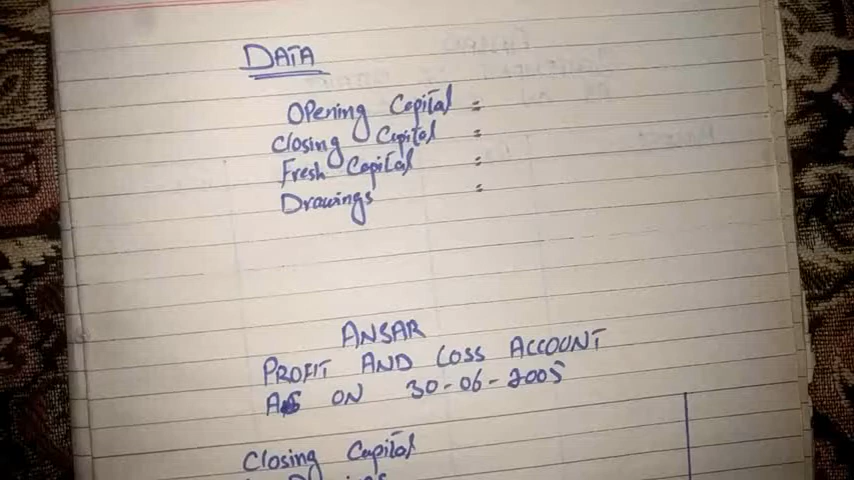 DATA
Opening Capital =
Closing Capital =
Fresh Capital =
Drawings =
ANSAR
PROFIT AND LOSS ACCOUNT
AS ON 30-06-2005
Closing Capital
Drawings